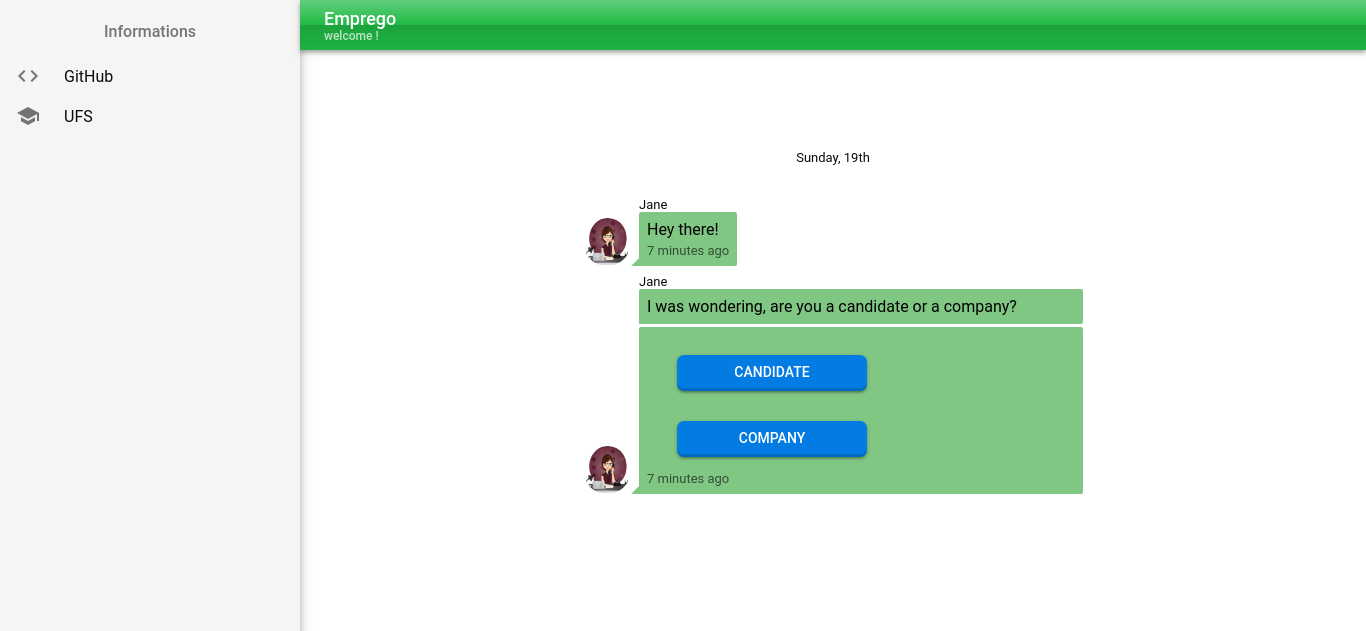 Informations
GitHub
UFS
Emprego
welcome !
Sunday, 19th
Jane
Hey there!
7 minutes ago
Jane
I was wondering, are you a candidate or a company?
CANDIDATE
COMPANY
7 minutes ago